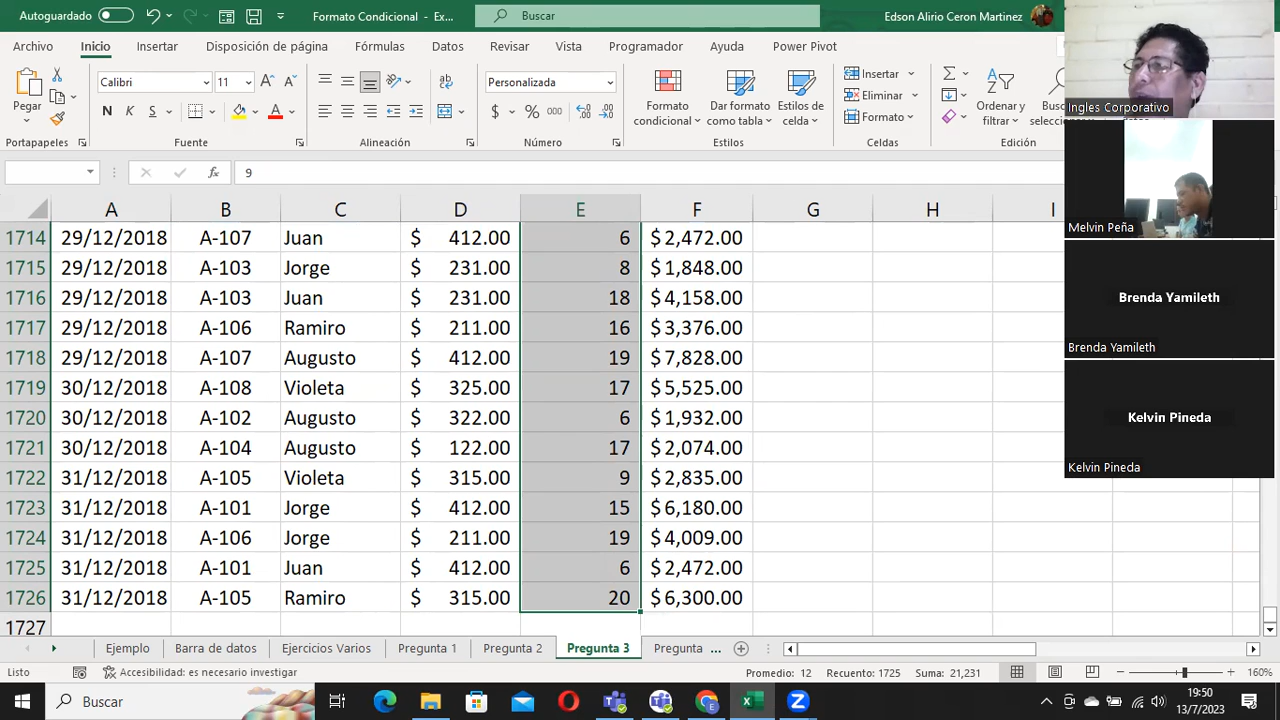 Autoguardado
Formato Condicional - Ex...
Buscar
Edson Alirio Ceron Martinez
Archivo Inicio Insertar Disposición de página Fórmulas Datos Revisar Vista Programador Ayuda Power Pivot
Pegar
Calibri 11
N K S
Personalizada
$ % 000
Formato condicional
Dar formato como tabla
Estilos de celda
Insertar
Eliminar
Formato
Ordenar y filtrar
Portapapeles Fuente Alineación Número Estilos Celdas Edición
fx 9
A B C D E F G H I
1714 29/12/2018 A-107 Juan $ 412.00 6 $ 2,472.00
1715 29/12/2018 A-103 Jorge $ 231.00 8 $ 1,848.00
1716 29/12/2018 A-103 Juan $ 231.00 18 $ 4,158.00
1717 29/12/2018 A-106 Ramiro $ 211.00 16 $ 3,376.00
1718 29/12/2018 A-107 Augusto $ 412.00 19 $ 7,828.00
1719 30/12/2018 A-108 Violeta $ 325.00 17 $ 5,525.00
1720 30/12/2018 A-102 Augusto $ 322.00 6 $ 1,932.00
1721 30/12/2018 A-104 Augusto $ 122.00 17 $ 2,074.00
1722 31/12/2018 A-105 Violeta $ 315.00 9 $ 2,835.00
1723 31/12/2018 A-101 Jorge $ 412.00 15 $ 6,180.00
1724 31/12/2018 A-106 Jorge $ 211.00 19 $ 4,009.00
1725 31/12/2018 A-101 Juan $ 412.00 6 $ 2,472.00
1726 31/12/2018 A-105 Ramiro $ 315.00 20 $ 6,300.00
1727
Ejemplo Barra de datos Ejercicios Varios Pregunta 1 Pregunta 2 Pregunta 3 Pregunta ...
Listo
Accesibilidad: es necesario investigar
Promedio: 12 Recuento: 1725 Suma: 21,231
160%
Buscar
19:50
13/7/2023
Ingles Corporativo
Melvin Peña
Brenda Yamileth
Brenda Yamileth
Kelvin Pineda
Kelvin Pineda